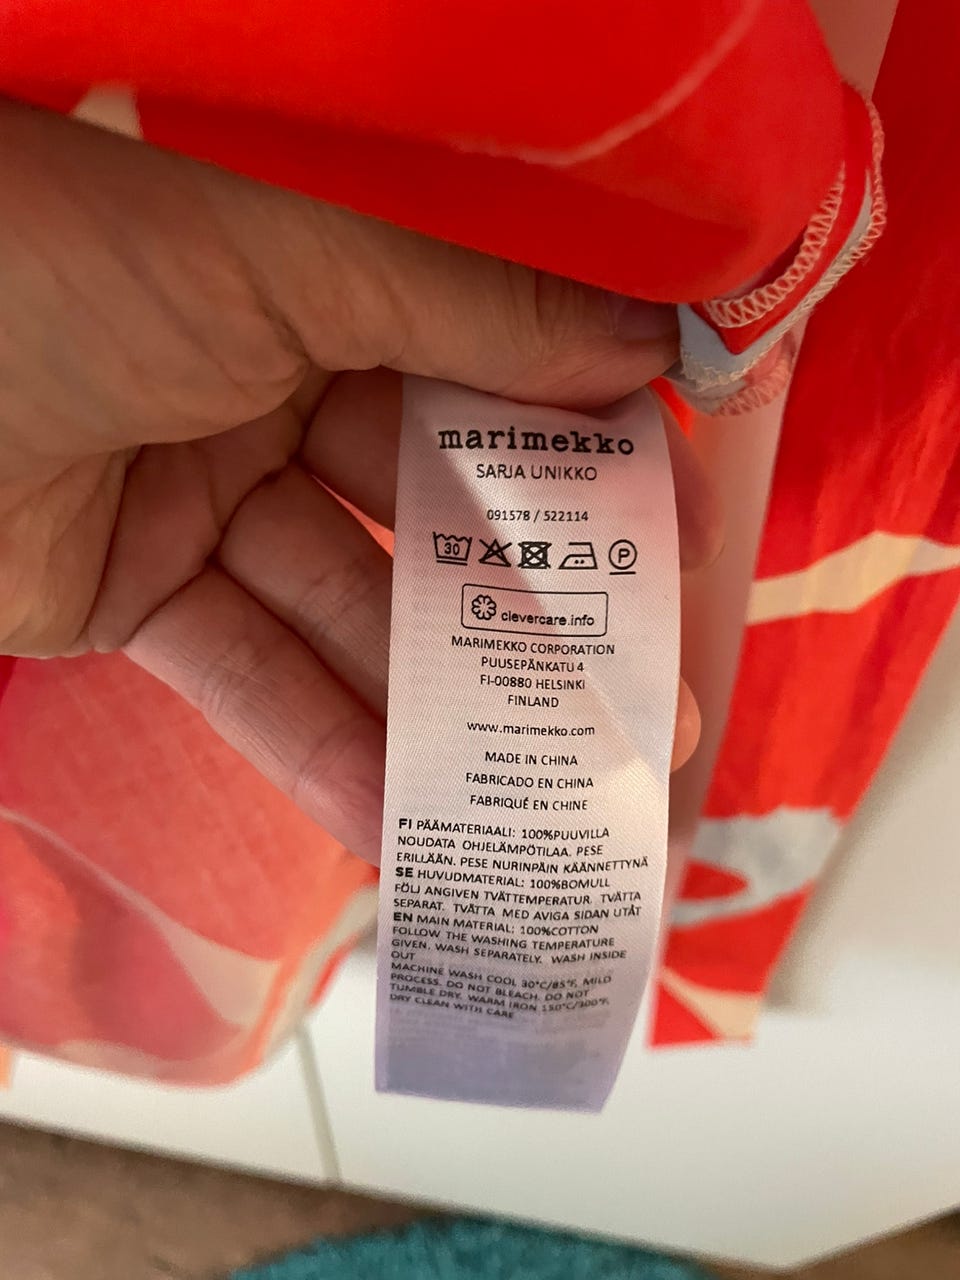 marimekko
SARJA UNIKKO
091578 / 522114
30 P
clevercare.info
MARIMEKKO CORPORATION
PUUSEPÄNKATU 4
FI-00880 HELSINKI
FINLAND
www.marimekko.com
MADE IN CHINA
FABRICADO EN CHINA
FABRIQUÉ EN CHINE
FI PÄÄMATERIAALI: 100%PUUVILLA
NOUDATA OHJELÄMPÖTILAA. PESE
ERILLÄÄN. PESE NURINPÄIN KÄÄNNETTYNÄ
SE HUVUDMATERIAL: 100%BOMULL
FÖLJ ANGIVEN TVÄTTEMPERATUR. TVÄTTA
SEPARAT. TVÄTTA MED AVIGA SIDAN UTÅT
EN MAIN MATERIAL: 100%COTTON
FOLLOW THE WASHING TEMPERATURE
GIVEN. WASH SEPARATELY. WASH INSIDE
OUT
MACHINE WASH COOL 30°C/85°F, MILD
PROCESS. DO NOT BLEACH. DO NOT
TUMBLE DRY. WARM IRON 150°C/300°F,
DRY CLEAN WITH CARE